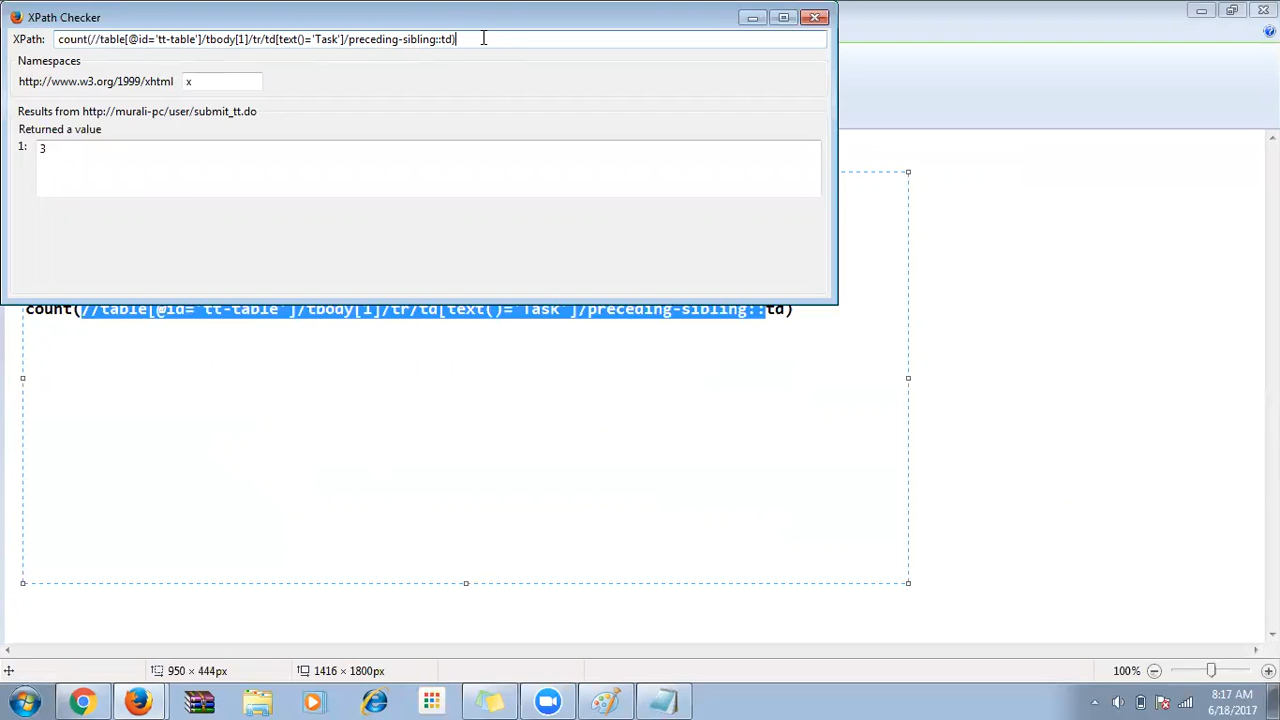 XPath Checker
XPath: count(//table[@id='tt-table']/tbody[1]/tr/td[text()='Task']/preceding-sibling::td)
Namespaces
http://www.w3.org/1999/xhtml x
Results from http://murali-pc/user/submit_tt.do
Returned a value
1: 3
count(//table[@id='tt-table']/tbody[1]/tr/td[text()='Task']/preceding-sibling::td)
950 × 444px
1416 × 1800px
100%
8:17 AM
6/18/2017